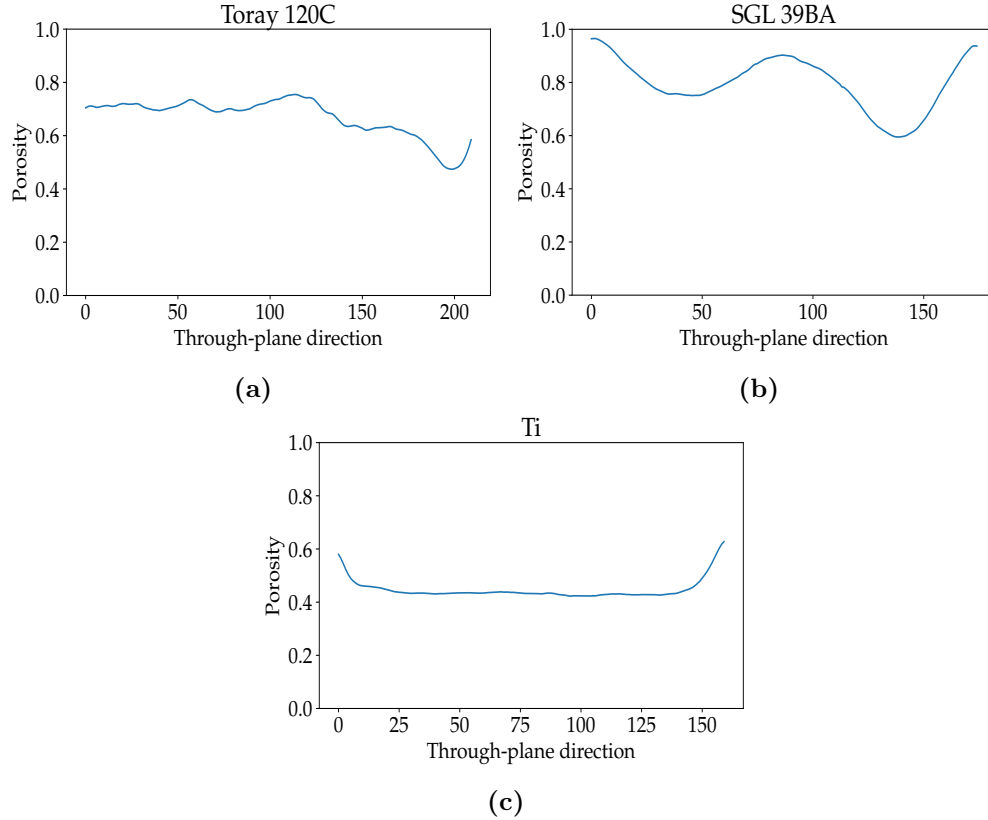 Toray 120C
1.0
0.8
0.6
0.4
0.2
0.0
Porosity
0 50 100 150 200
Through-plane direction
(a)
SGL 39BA
1.0
0.8
0.6
0.4
0.2
0.0
Porosity
0 50 100 150
Through-plane direction
(b)
Ti
1.0
0.8
0.6
0.4
0.2
0.0
Porosity
0 25 50 75 100 125 150
Through-plane direction
(c)